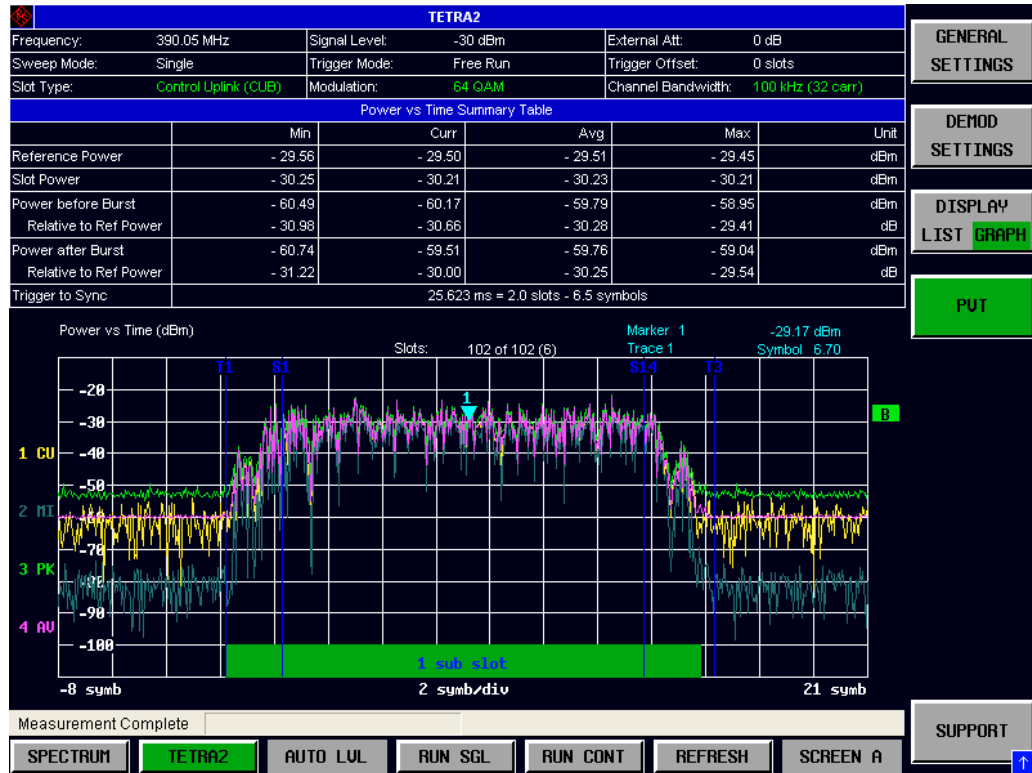 TETRA2
Frequency: 390.05 MHz Signal Level: -30 dBm External Att: 0 dB
Sweep Mode: Single Trigger Mode: Free Run Trigger Offset: 0 slots
Slot Type: Control Uplink (CUB) Modulation: 64 QAM Channel Bandwidth: 100 kHz (32 carr)
Power vs Time Summary Table
Min Curr Avg Max Unit
Reference Power - 29.56 - 29.50 - 29.51 - 29.45 dBm
Slot Power - 30.25 - 30.21 - 30.23 - 30.21 dBm
Power before Burst - 60.49 - 60.17 - 59.79 - 58.95 dBm
Relative to Ref Power - 30.98 - 30.66 - 30.28 - 29.41 dB
Power after Burst - 60.74 - 59.51 - 59.76 - 59.04 dBm
Relative to Ref Power - 31.22 - 30.00 - 30.25 - 29.54 dB
Trigger to Sync 25.623 ms = 2.0 slots - 6.5 symbols
Power vs Time (dBm) Marker 1 -29.17 dBm
Slots: 102 of 102 (6) Trace 1 Symbol 6.70
T1 S1 S14 T3
-20
1
-30
B
1 CU -40
-50
2 MI -60
-70
3 PK -80
-90
4 AV -100
1 sub slot
-8 symb 2 symb/div 21 symb
Measurement Complete
SPECTRUM TETRA2 AUTO LVL RUN SGL RUN CONT REFRESH SCREEN A
GENERAL
SETTINGS
DEMOD
SETTINGS
DISPLAY
LIST GRAPH
PVT
SUPPORT